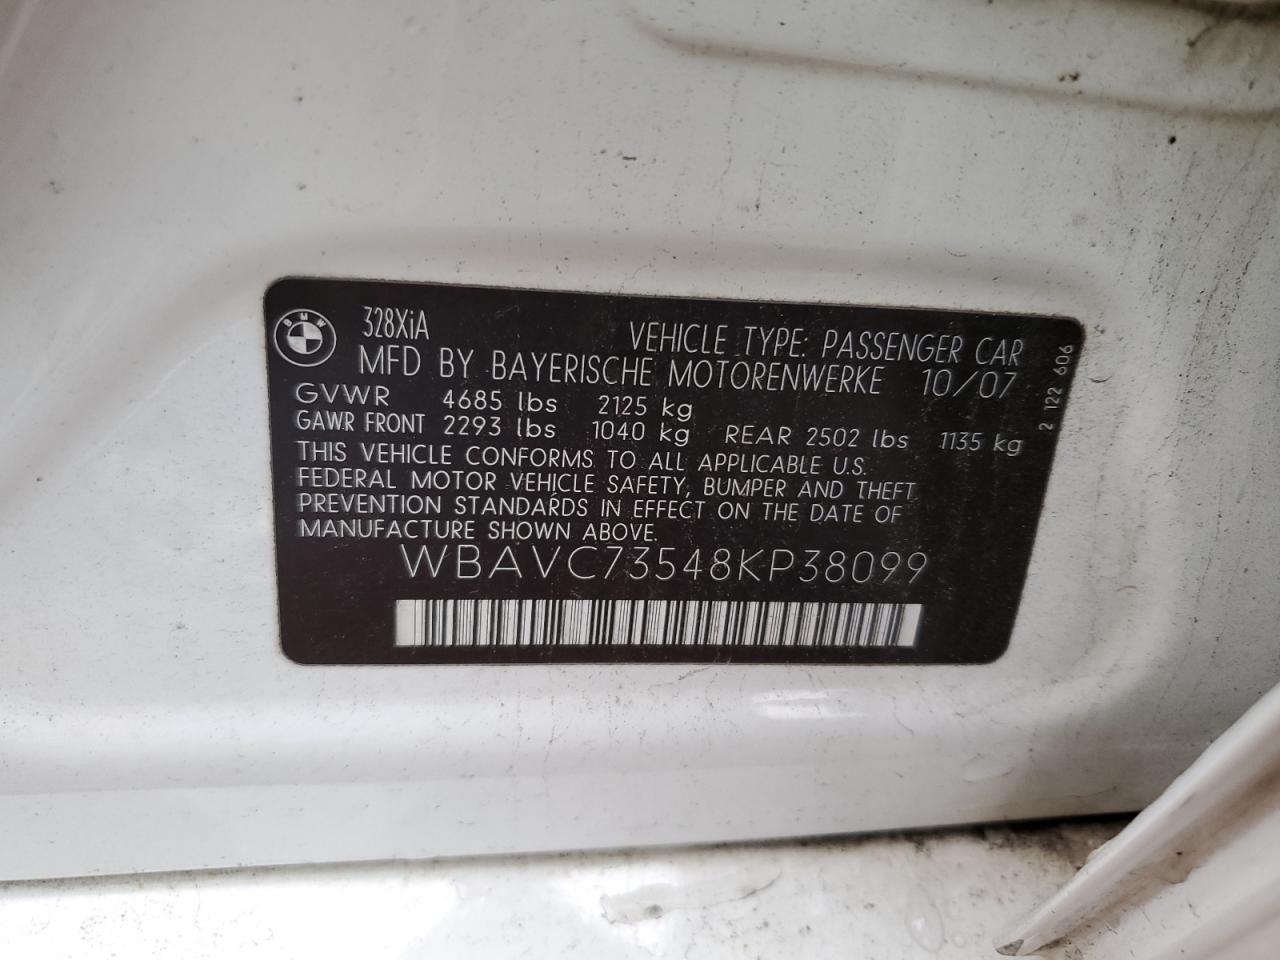 BMW
328XiA
VEHICLE TYPE: PASSENGER CAR
MFD BY BAYERISCHE MOTORENWERKE 10/07
GVWR 4685 lbs 2125 kg
GAWR FRONT 2293 lbs 1040 kg REAR 2502 lbs 1135 kg
THIS VEHICLE CONFORMS TO ALL APPLICABLE U.S.
FEDERAL MOTOR VEHICLE SAFETY, BUMPER AND THEFT
PREVENTION STANDARDS IN EFFECT ON THE DATE OF
MANUFACTURE SHOWN ABOVE.
WBAVC73548KP38099
2 122 606